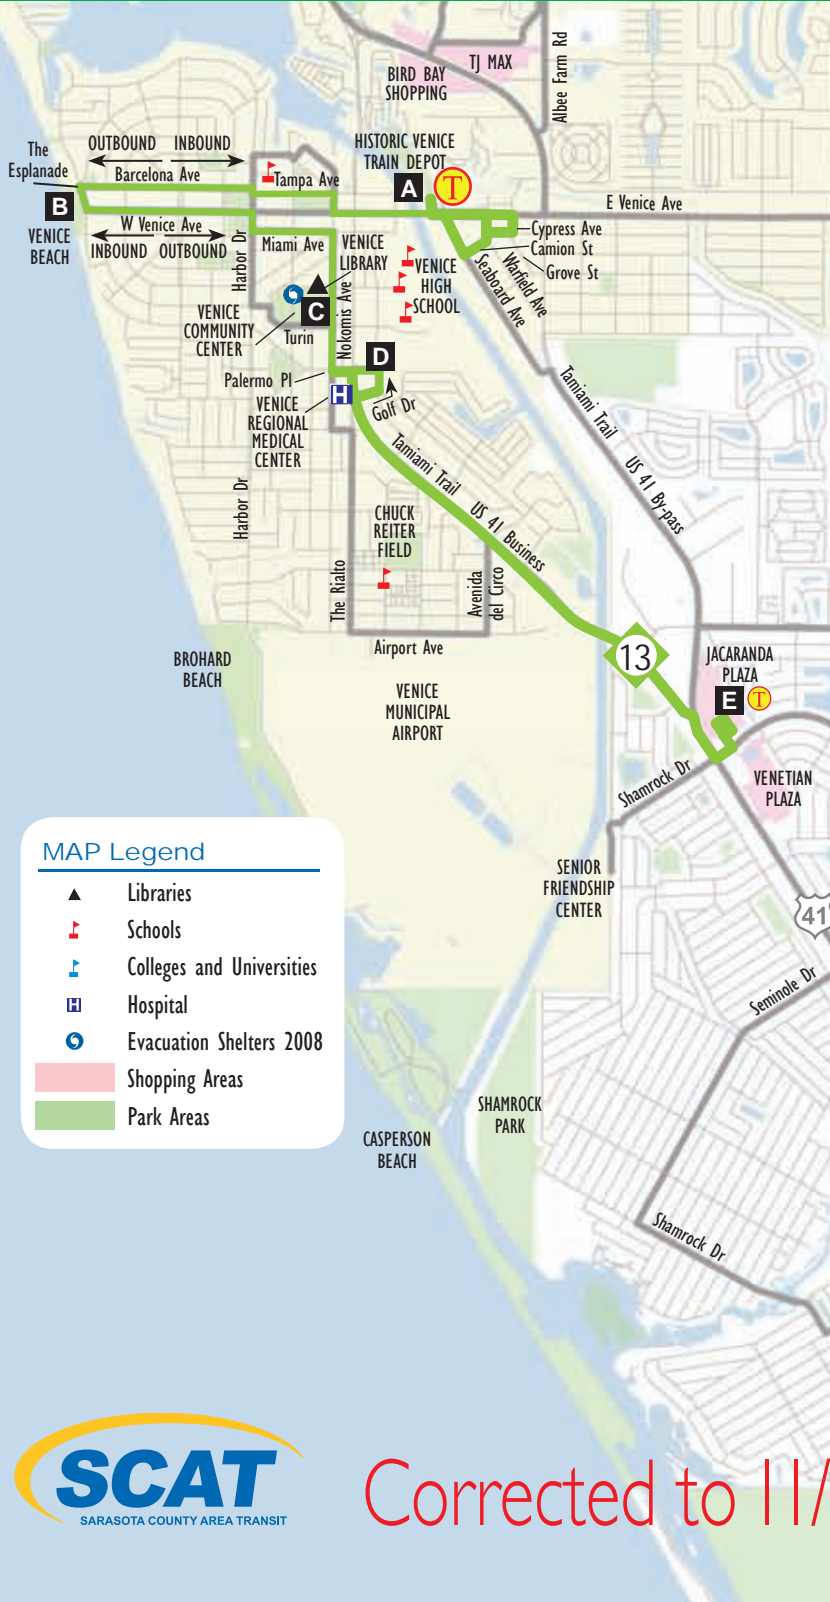 TJ MAX
BIRD BAY
SHOPPING
Albee Farm Rd
HISTORIC VENICE
TRAIN DEPOT
A
T
The
Esplanade
OUTBOUND INBOUND
Barcelona Ave
Tampa Ave
B
VENICE
BEACH
W Venice Ave
INBOUND OUTBOUND
Harbor Dr
Miami Ave
E Venice Ave
Cypress Ave
Camion St
Grove St
Warfield Ave
Seaboard Ave
VENICE
LIBRARY
VENICE
HIGH
SCHOOL
C
VENICE
COMMUNITY
CENTER
Turin
Nokomis Ave
D
Palermo Pl
H
Golf Dr
VENICE
REGIONAL
MEDICAL
CENTER
Tamiami Trail US 41 By-pass
Tamiami Trail US 41 Business
Harbor Dr
CHUCK
REITER
FIELD
The Rialto
Avenida
del Circo
Airport Ave
13
BROHARD
BEACH
VENICE
MUNICIPAL
AIRPORT
JACARANDA
PLAZA
E
T
Shamrock Dr
VENETIAN
PLAZA
SENIOR
FRIENDSHIP
CENTER
41
Seminole Dr
MAP Legend
Libraries
Schools
Colleges and Universities
H
Hospital
Evacuation Shelters 2008
Shopping Areas
Park Areas
SHAMROCK
PARK
CASPERSON
BEACH
Shamrock Dr
SCAT
SARASOTA COUNTY AREA TRANSIT
Corrected to 11/